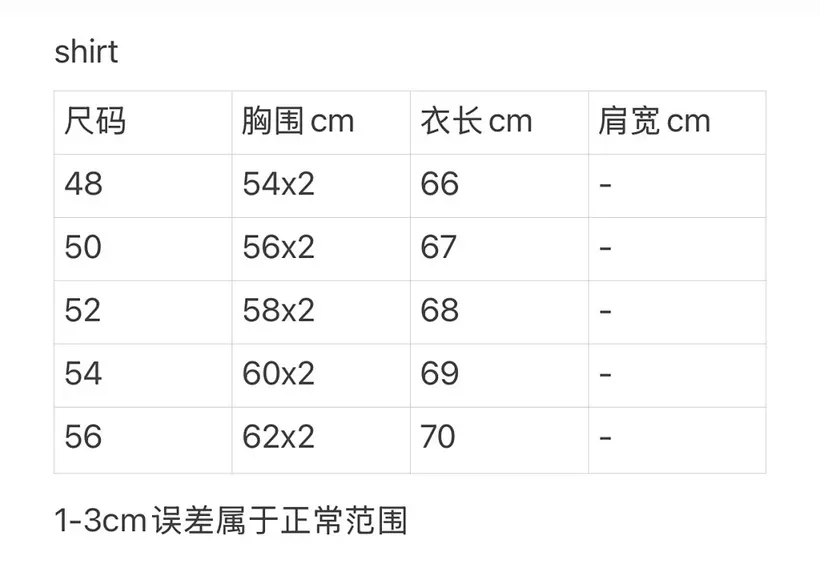 shirt
尺码 胸围cm 衣长cm 肩宽cm
48 54x2 66 -
50 56x2 67 -
52 58x2 68 -
54 60x2 69 -
56 62x2 70 -
1-3cm误差属于正常范围